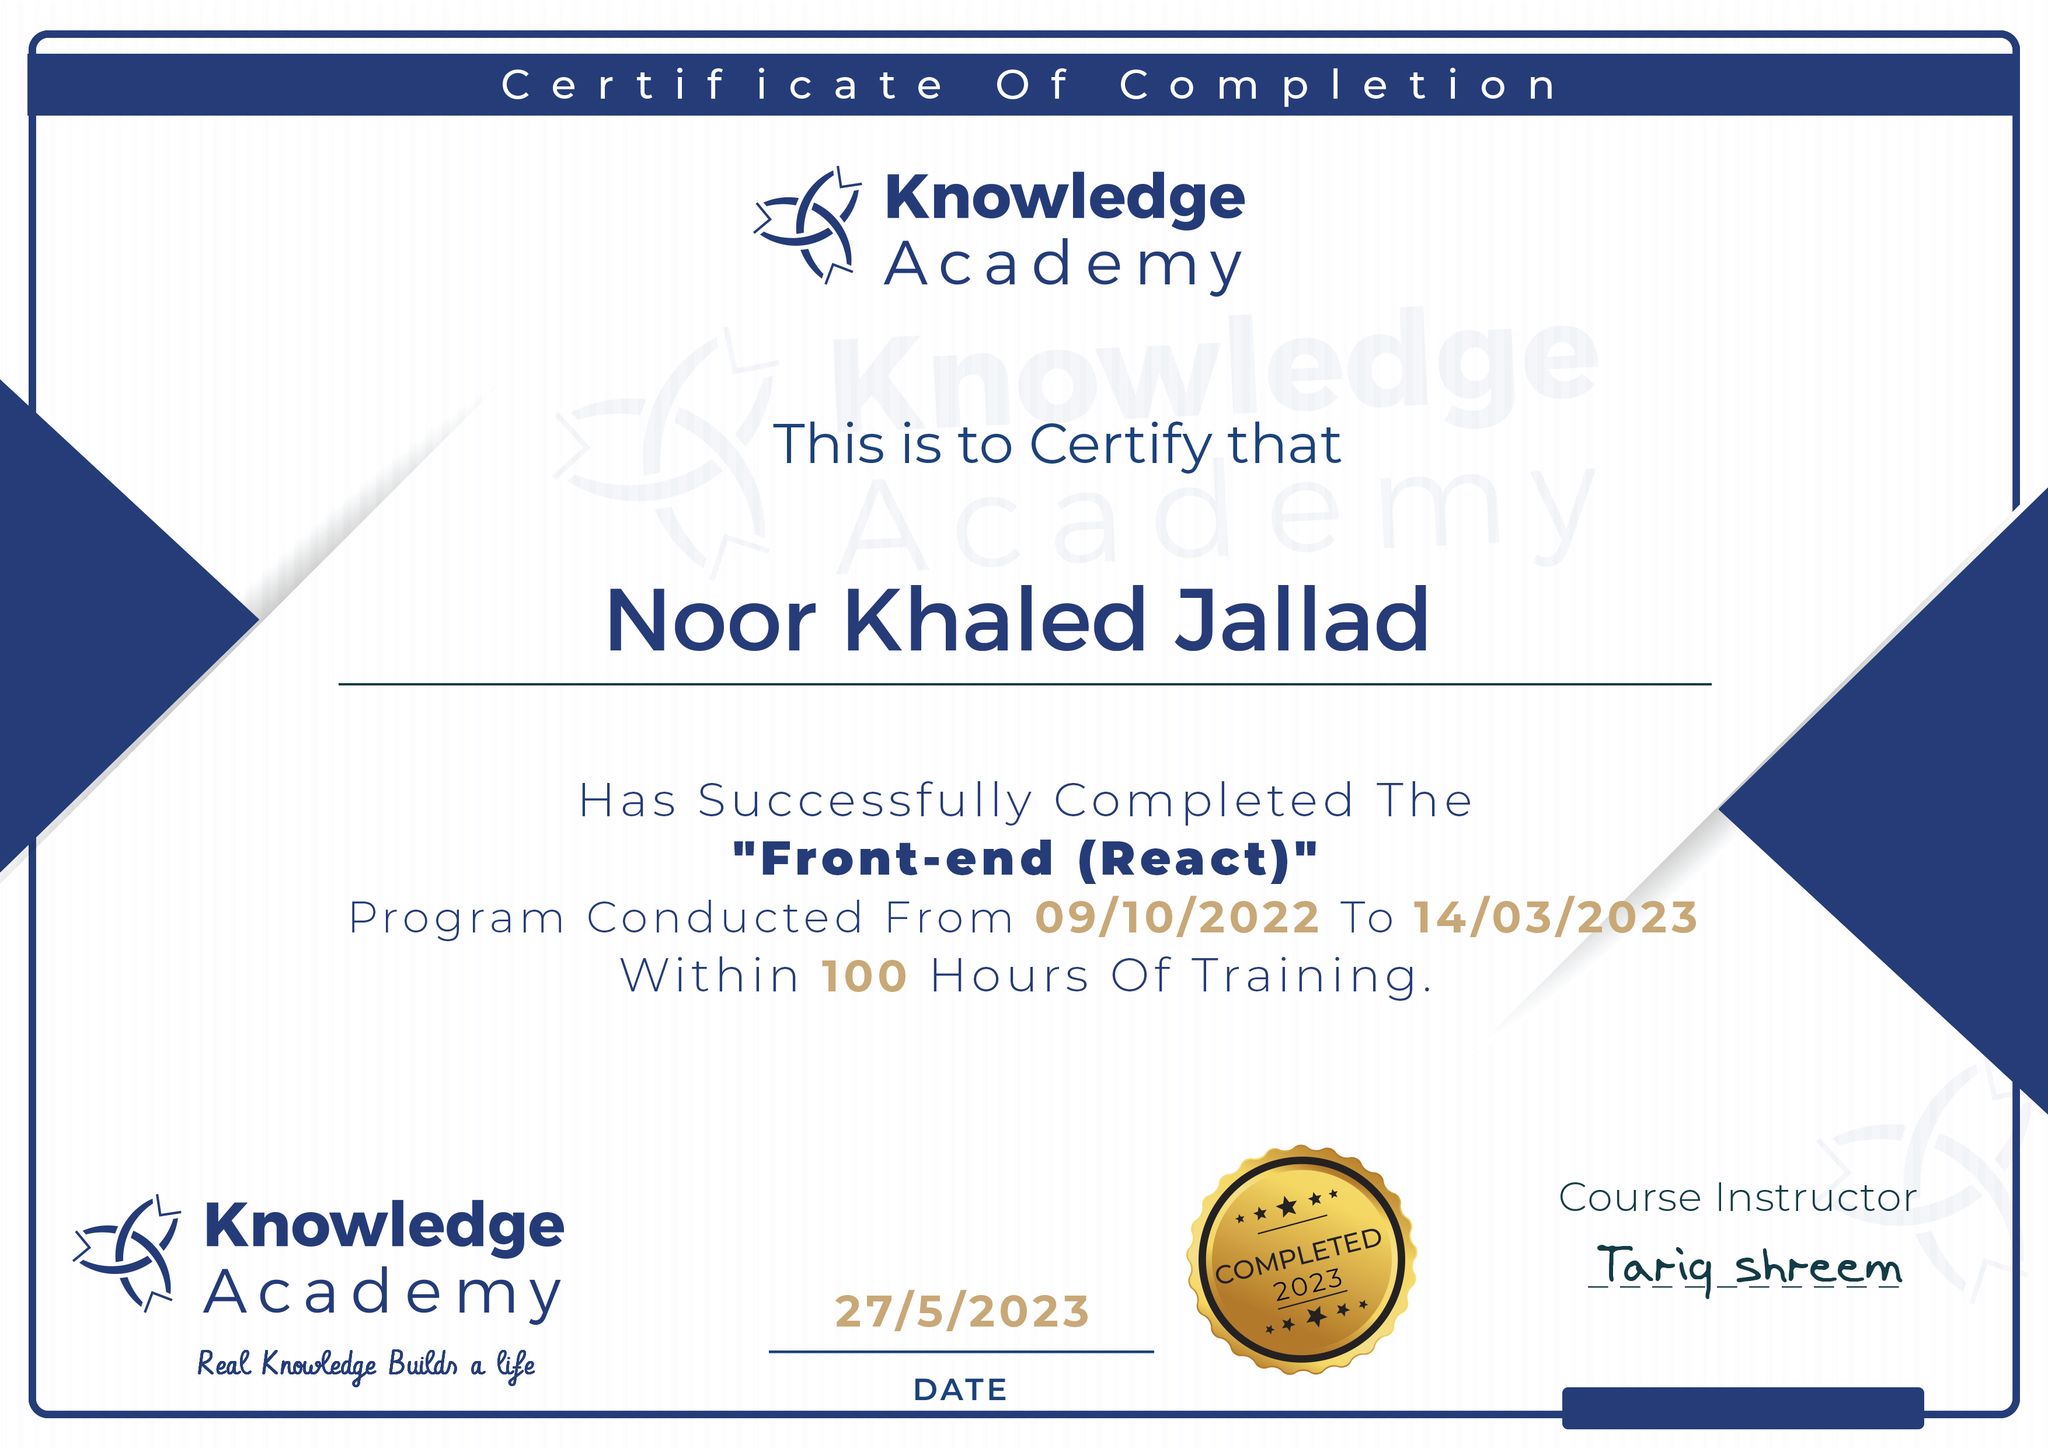 Certificate Of Completion
Knowledge
Academy
Knowledge
Academy
This is to Certify that
Noor Khaled Jallad
Has Successfully Completed The
"Front-end (React)"
Program Conducted From 09/10/2022 To 14/03/2023
Within 100 Hours Of Training.
Knowledge
Academy
Real Knowledge Builds a life
27/5/2023
DATE
COMPLETED
2023
Course Instructor
Tariq shreem